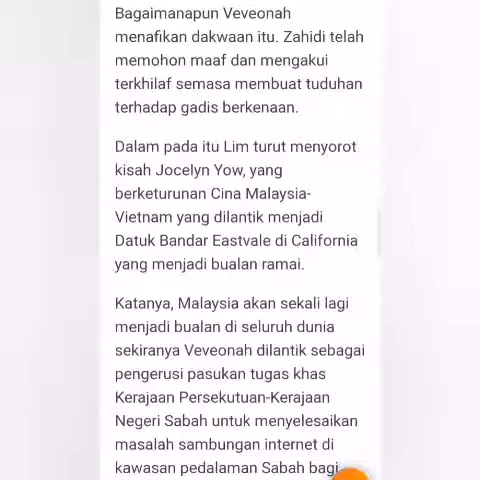 Bagaimanapun Veveonah
menafikan dakwaan itu. Zahidi telah
memohon maaf dan mengakui
terkhilaf semasa membuat tuduhan
terhadap gadis berkenaan.
Dalam pada itu Lim turut menyorot
kisah Jocelyn Yow, yang
berketurunan Cina Malaysia-
Vietnam yang dilantik menjadi
Datuk Bandar Eastvale di California
yang menjadi bualan ramai.
Katanya, Malaysia akan sekali lagi
menjadi bualan di seluruh dunia
sekiranya Veveonah dilantik sebagai
pengerusi pasukan tugas khas
Kerajaan Persekutuan-Kerajaan
Negeri Sabah untuk menyelesaikan
masalah sambungan internet di
kawasan pedalaman Sabah bagi